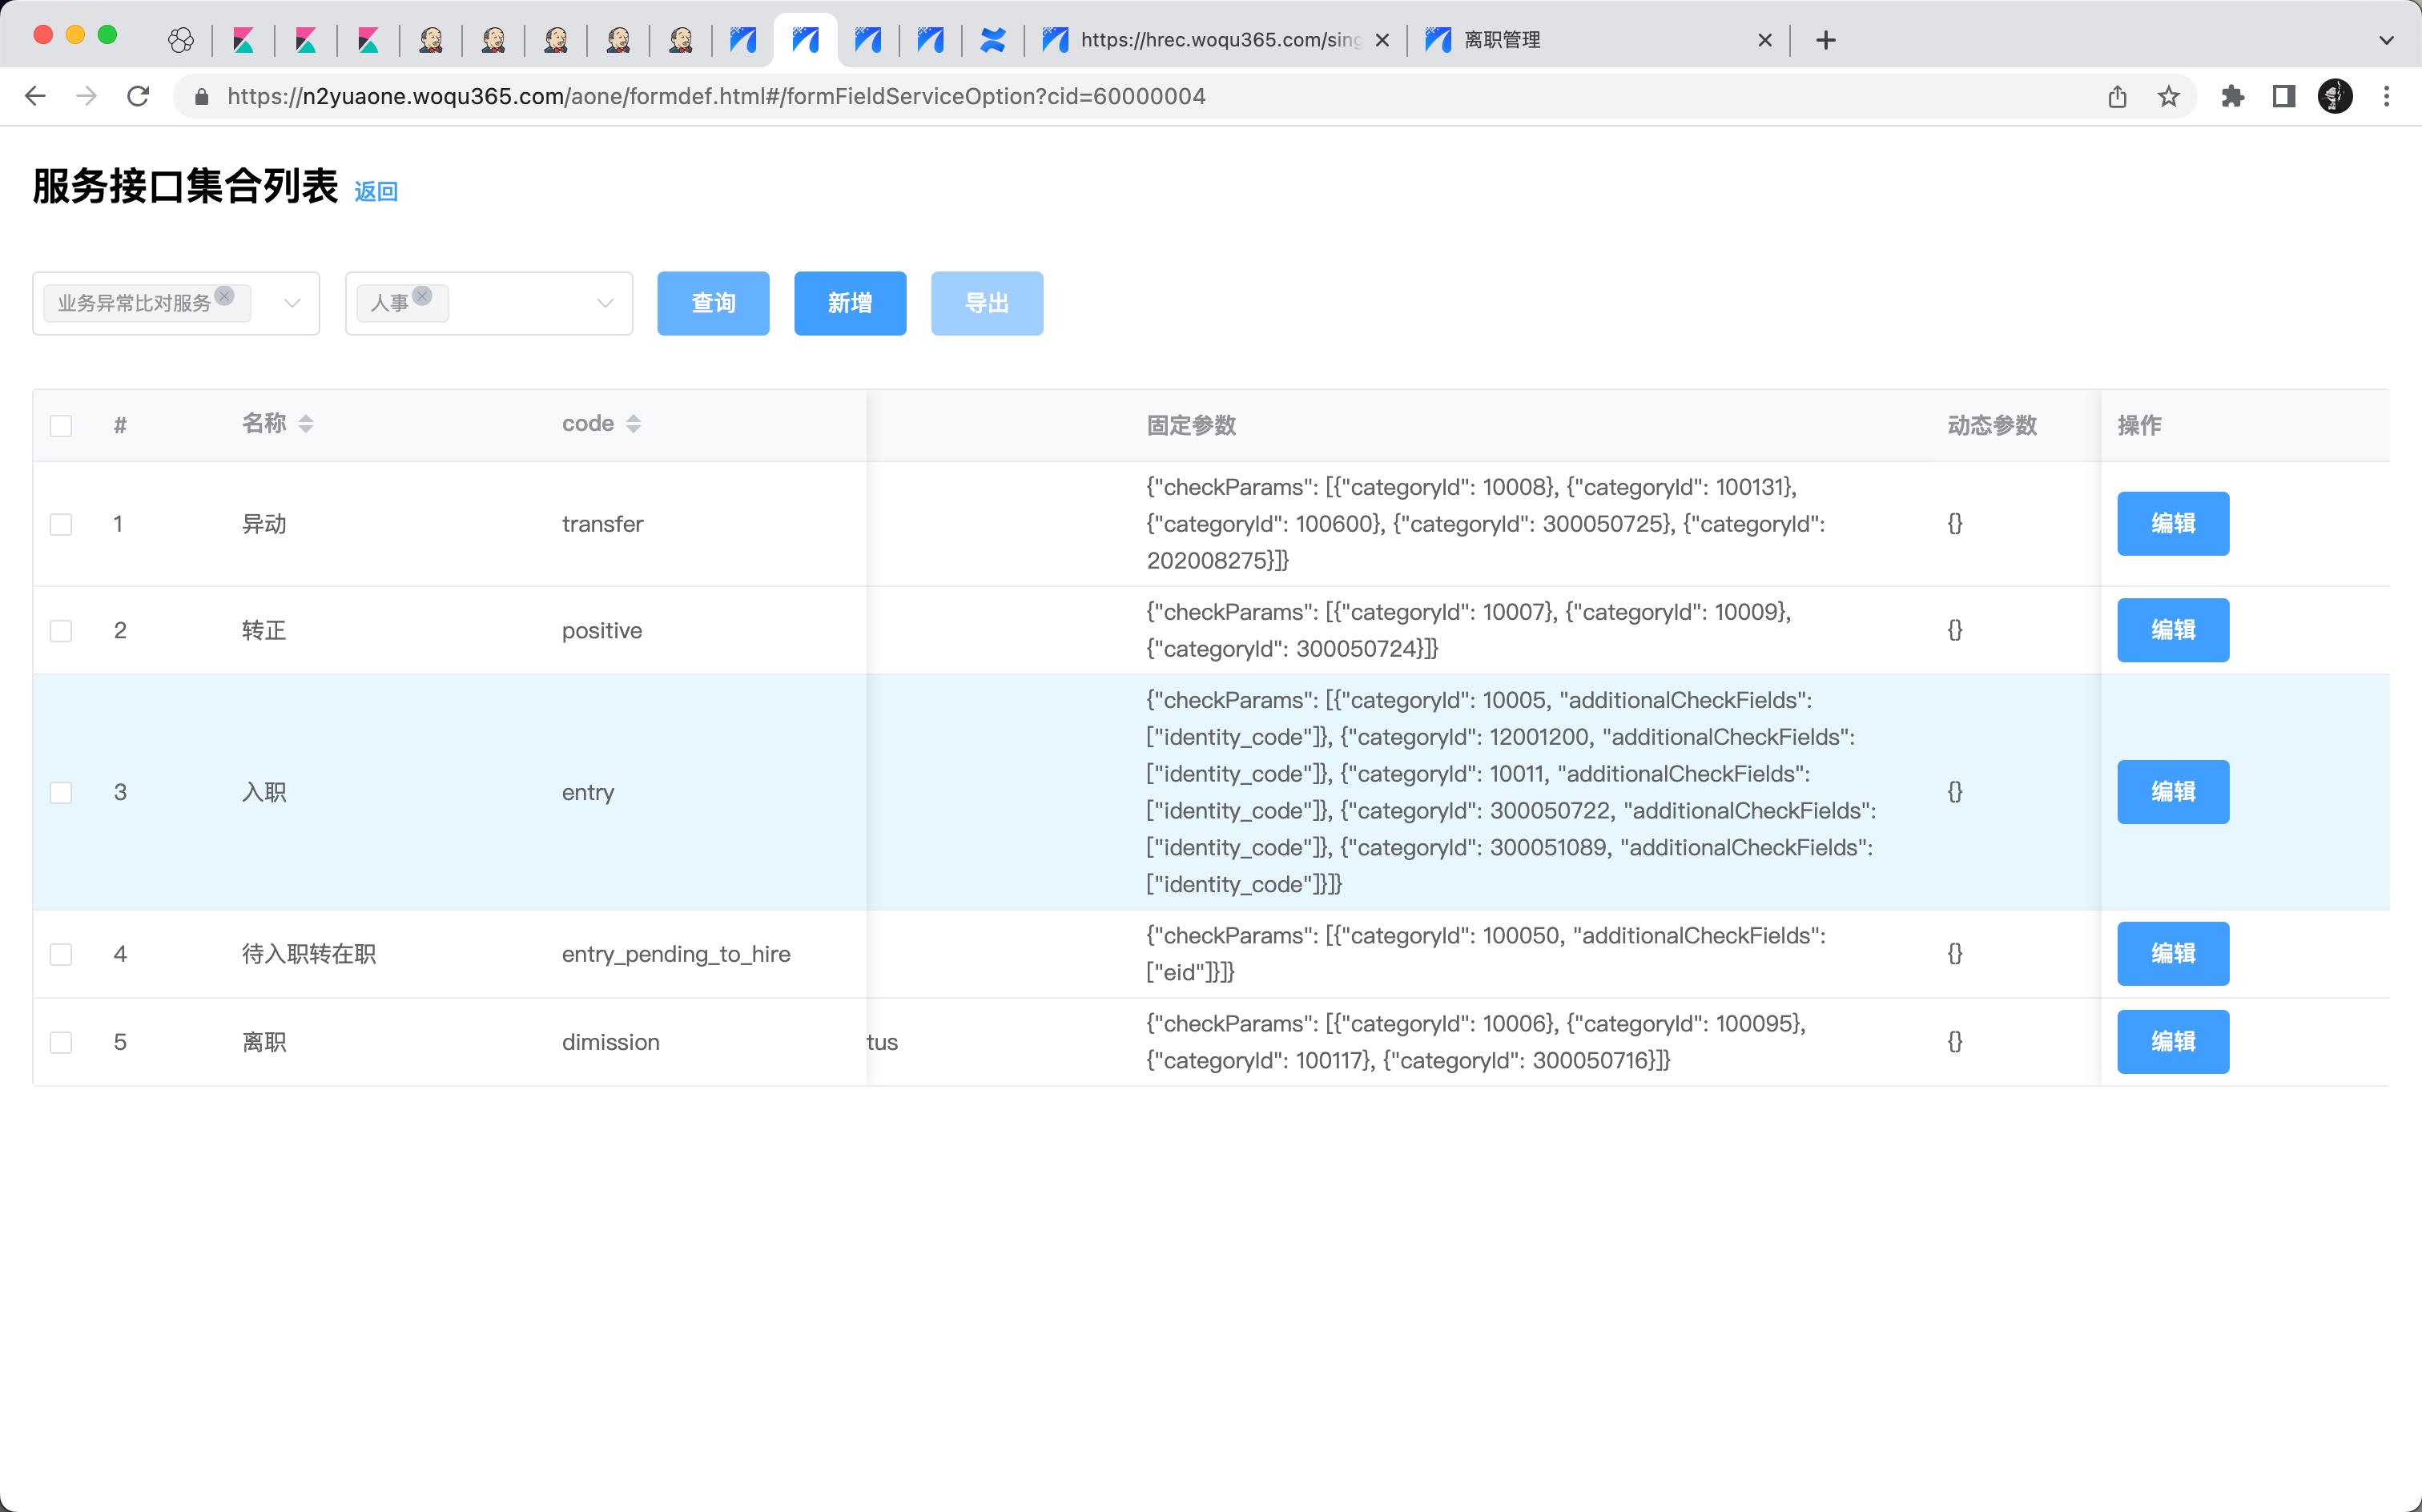 https://hrec.woqu365.com/sing
离职管理
https://n2yuaone.woqu365.com/aone/formdef.html#/formFieldServiceOption?cid=60000004
服务接口集合列表 返回
业务异常比对服务 人事 查询 新增 导出
# 名称 code 固定参数 动态参数 操作
1 异动 transfer {"checkParams": [{"categoryId": 10008}, {"categoryId": 100131},
{"categoryId": 100600}, {"categoryId": 300050725}, {"categoryId":
202008275}]} {} 编辑
2 转正 positive {"checkParams": [{"categoryId": 10007}, {"categoryId": 10009},
{"categoryId": 300050724}]} {} 编辑
3 入职 entry {"checkParams": [{"categoryId": 10005, "additionalCheckFields":
["identity_code"]}, {"categoryId": 12001200, "additionalCheckFields":
["identity_code"]}, {"categoryId": 10011, "additionalCheckFields":
["identity_code"]}, {"categoryId": 300050722, "additionalCheckFields":
["identity_code"]}, {"categoryId": 300051089, "additionalCheckFields":
["identity_code"]}]} {} 编辑
4 待入职转在职 entry_pending_to_hire {"checkParams": [{"categoryId": 100050, "additionalCheckFields":
["eid"]}]} {} 编辑
5 离职 dimission tus {"checkParams": [{"categoryId": 10006}, {"categoryId": 100095},
{"categoryId": 100117}, {"categoryId": 300050716}]} {} 编辑